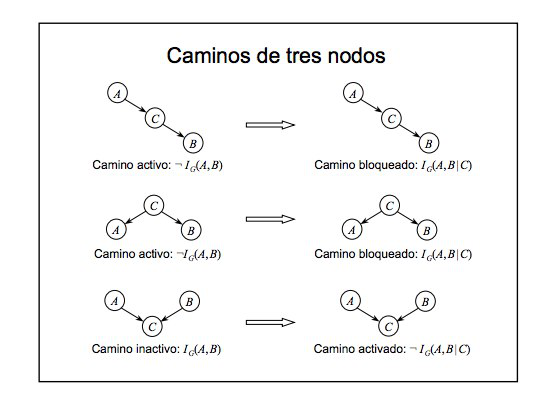 Caminos de tres nodos
A
C
B
A
C
B
Camino activo: ¬ I_G(A,B)
Camino bloqueado: I_G(A,B|C)
C
A
B
C
A
B
Camino activo: ¬I_G(A,B)
Camino bloqueado: I_G(A,B|C)
A
B
C
A
B
C
Camino inactivo: I_G(A,B)
Camino activado: ¬ I_G(A,B|C)